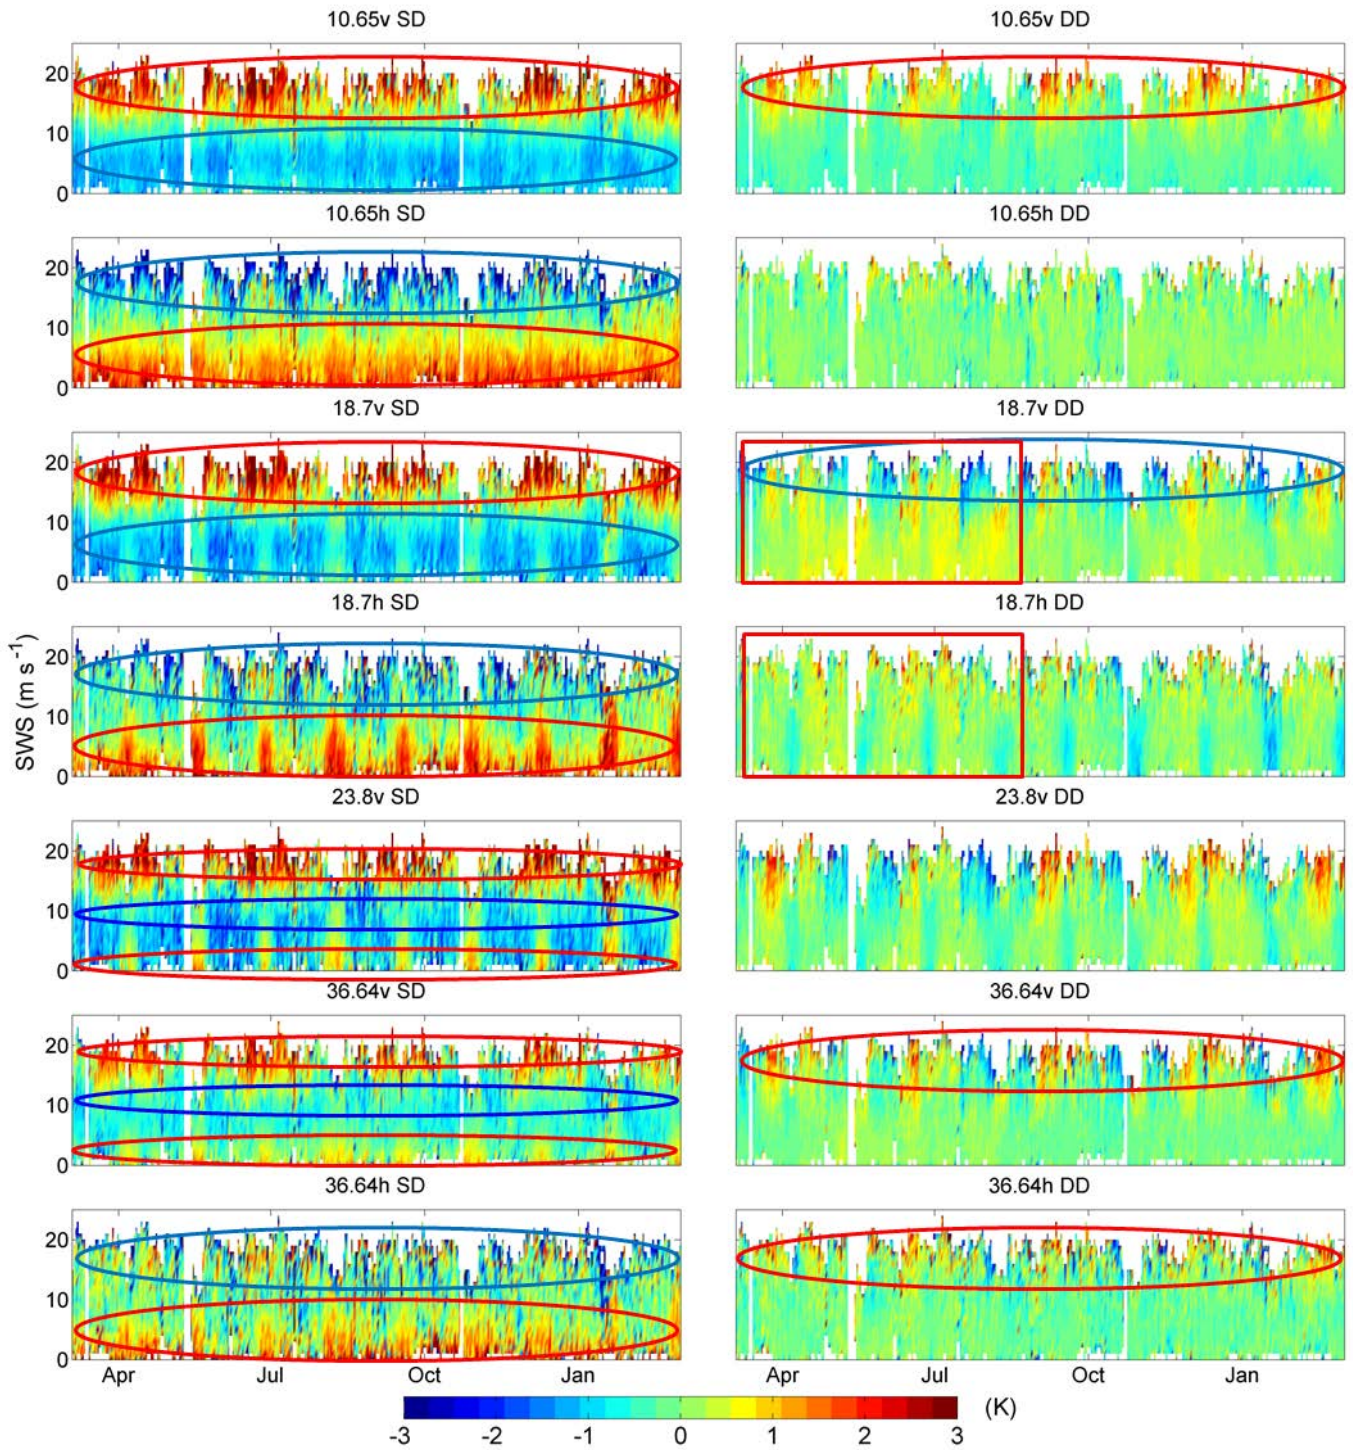 10.65v SD 10.65v DD
20
10
0
10.65h SD 10.65h DD
20
10
0
18.7v SD 18.7v DD
20
10
0
18.7h SD 18.7h DD
20
10
0
SWS (m s⁻¹)
23.8v SD 23.8v DD
20
10
0
36.64v SD 36.64v DD
20
10
0
36.64h SD 36.64h DD
20
10
0
Apr Jul Oct Jan Apr Jul Oct Jan
(K)
-3 -2 -1 0 1 2 3